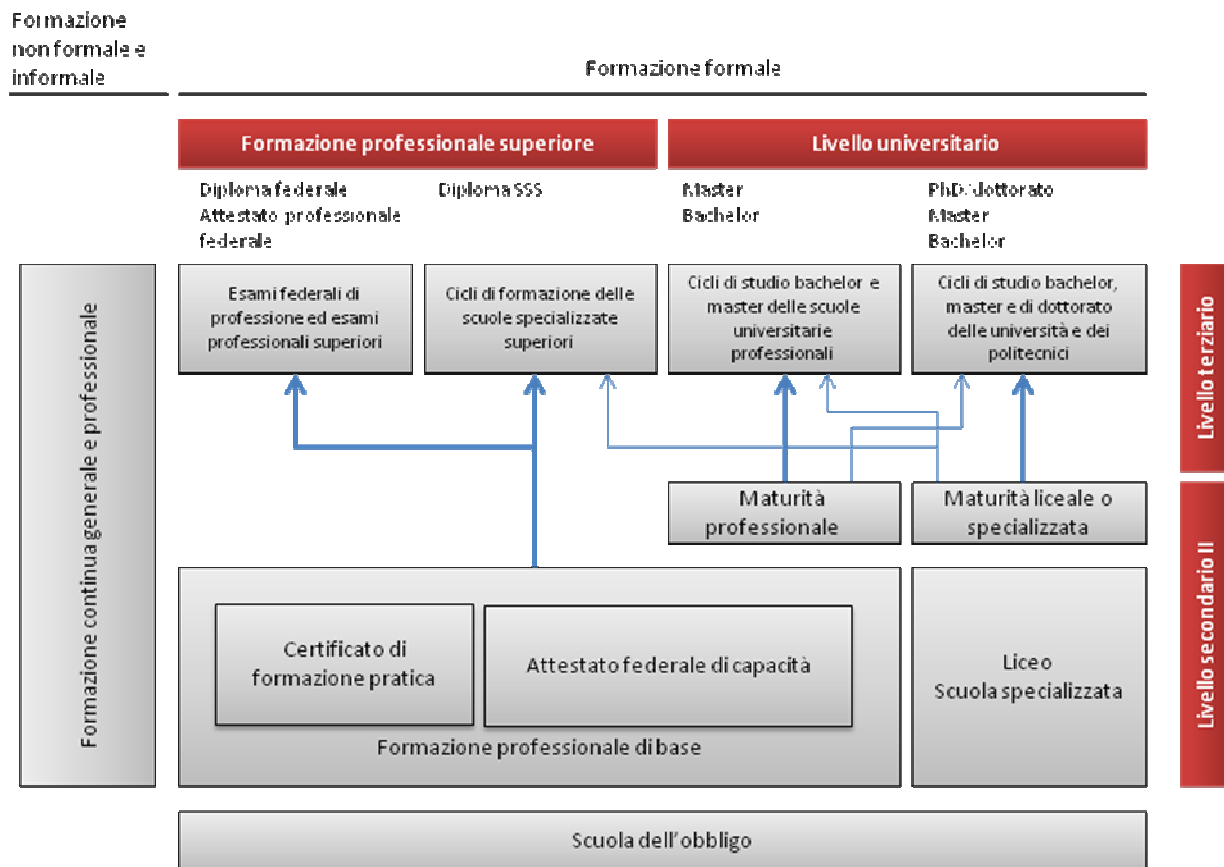 Formazione
non formale e
informale
Formazione formale
Formazione professionale superiore
Livello universitario
Diploma federale
Attestato professionale
federale
Diploma SSS
Master
Bachelor
PhD/dottorato
Master
Bachelor
Formazione continua generale e professionale
Esami federali di
professione ed esami
professionali superiori
Cicli di formazione delle
scuole specializzate
superiori
Cicli di studio bachelor e
master delle scuole
universitarie
professionali
Cicli di studio bachelor,
master e di dottorato
delle università e dei
politecnici
Livello terziario
Maturità
professionale
Maturità liceale o
specializzata
Livello secondario II
Certificato di
formazione pratica
Attestato federale di capacità
Formazione professionale di base
Liceo
Scuola specializzata
Scuola dell'obbligo